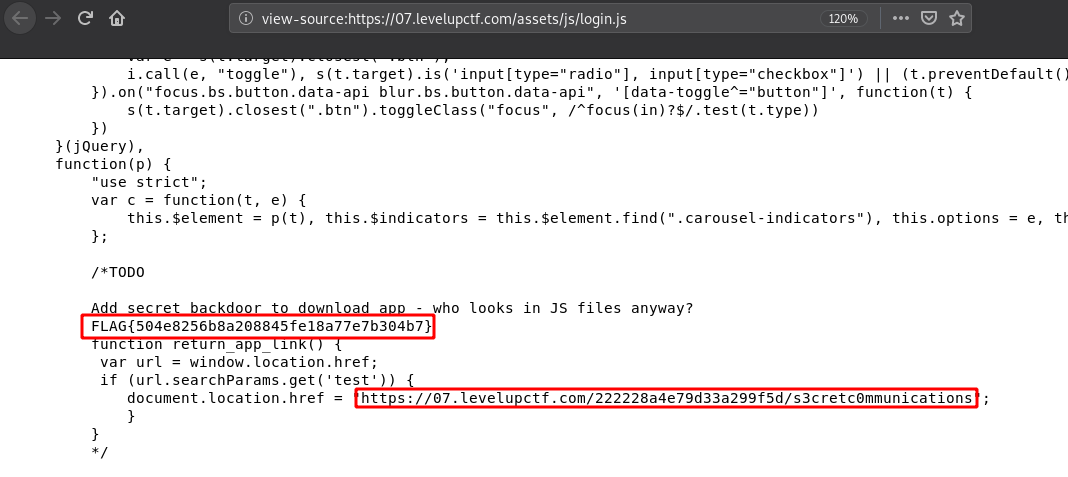 view-source:https://07.levelupctf.com/assets/js/login.js
120%
i.call(e, "toggle"), s(t.target).is('input[type="radio"], input[type="checkbox"]') || (t.preventDefault()
}).on("focus.bs.button.data-api blur.bs.button.data-api", '[data-toggle^="button"]', function(t) {
s(t.target).closest(".btn").toggleClass("focus", /^focus(in)?$/.test(t.type))
})
}(jQuery),
function(p) {
"use strict";
var c = function(t, e) {
this.$element = p(t), this.$indicators = this.$element.find(".carousel-indicators"), this.options = e, th
};
/*TODO
Add secret backdoor to download app - who looks in JS files anyway?
FLAG{504e8256b8a208845fe18a77e7b304b7}
function return_app_link() {
var url = window.location.href;
if (url.searchParams.get('test')) {
document.location.href = "https://07.levelupctf.com/222228a4e79d33a299f5d/s3cretc0mmunications";
}
}
*/